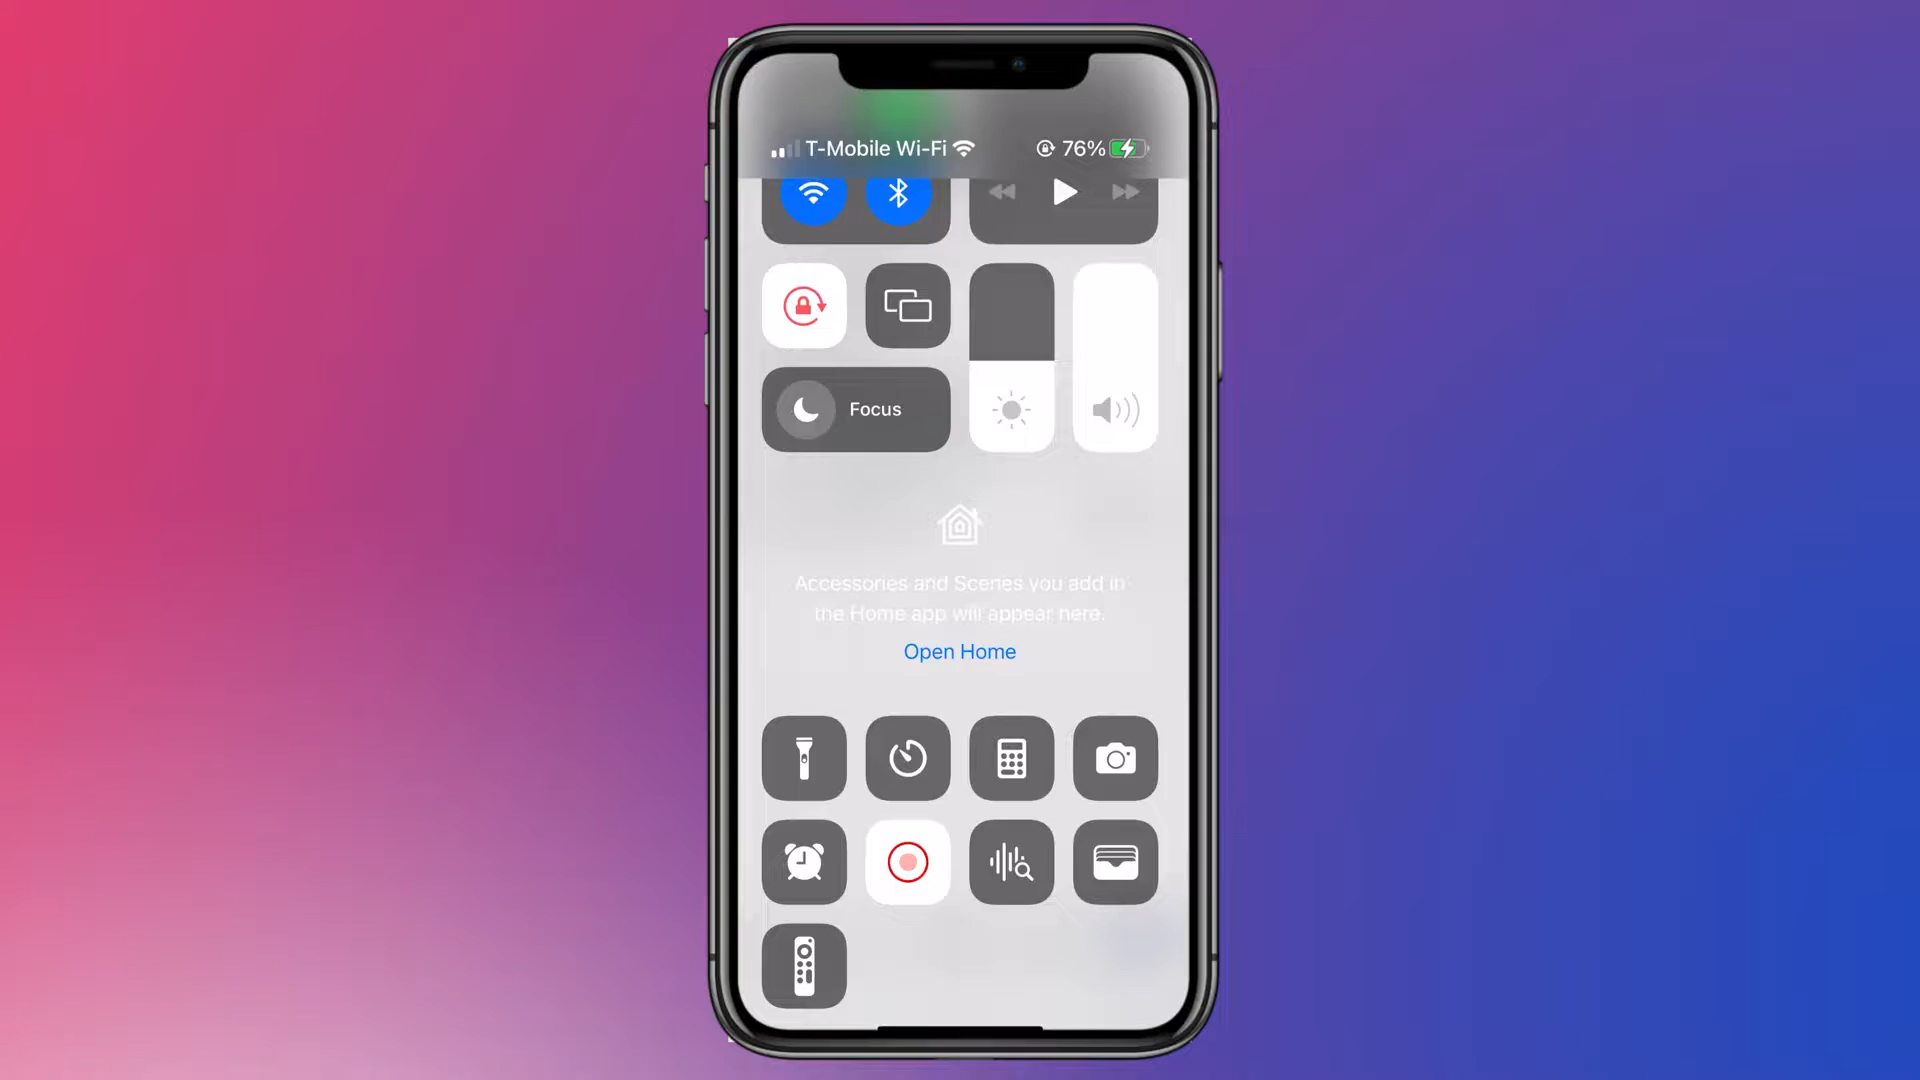 T-Mobile Wi-Fi 76%
Focus
Accessories and Scenes you add in
the Home app will appear here.
Open Home